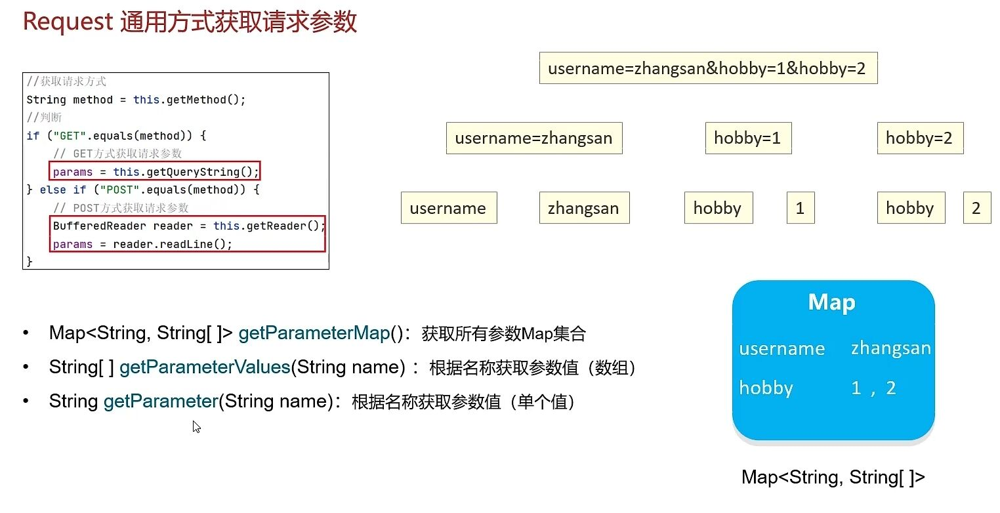 Request 通用方式获取请求参数
//获取请求方式
String method = this.getMethod();
//判断
if ("GET".equals(method)) {
// GET方式获取请求参数
params = this.getQueryString();
} else if ("POST".equals(method)) {
// POST方式获取请求参数
BufferedReader reader = this.getReader();
params = reader.readLine();
}
username=zhangsan&hobby=1&hobby=2
username=zhangsan hobby=1 hobby=2
username zhangsan hobby 1 hobby 2
• Map<String, String[ ]> getParameterMap()：获取所有参数Map集合
• String[ ] getParameterValues(String name) ：根据名称获取参数值（数组）
• String getParameter(String name)：根据名称获取参数值（单个值）
Map
username zhangsan
hobby 1 , 2
Map<String, String[ ]>